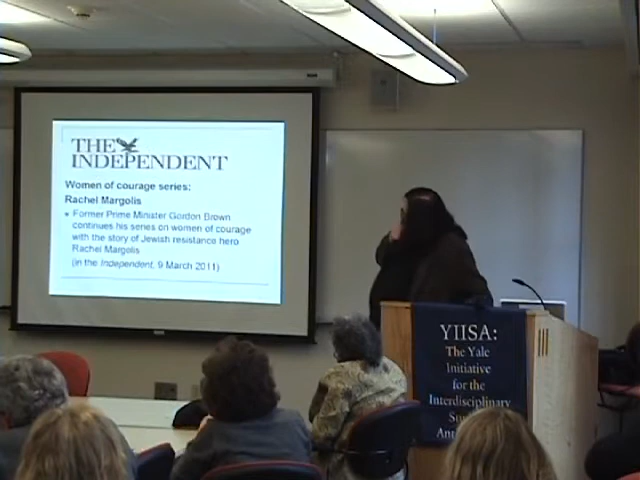 THE
INDEPENDENT
Women of courage series:
Rachel Margolis
Former Prime Minister Gordon Brown
continues his series on women of courage
with the story of Jewish resistance hero
Rachel Margolis
(in the Independent, 9 March 2011)
YIISA:
The Yale
Initiative
for the
Interdisciplinary